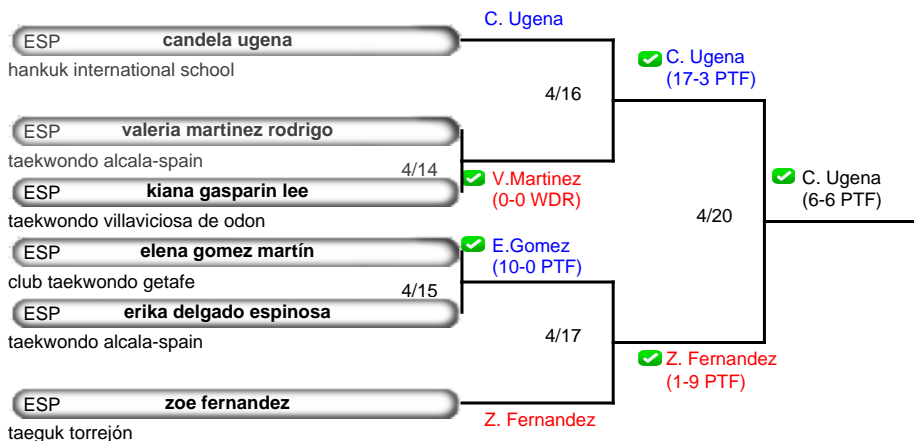 C. Ugena
ESP candela ugena
hankuk international school
C. Ugena
(17-3 PTF)
4/16
ESP valeria martinez rodrigo
taekwondo alcala-spain
4/14
V.Martinez
(0-0 WDR)
ESP kiana gasparin lee
taekwondo villaviciosa de odon
C. Ugena
(6-6 PTF)
4/20
ESP elena gomez martín
club taekwondo getafe
E.Gomez
(10-0 PTF)
4/15
ESP erika delgado espinosa
taekwondo alcala-spain
4/17
Z. Fernandez
(1-9 PTF)
ESP zoe fernandez
taeguk torrejón
Z. Fernandez